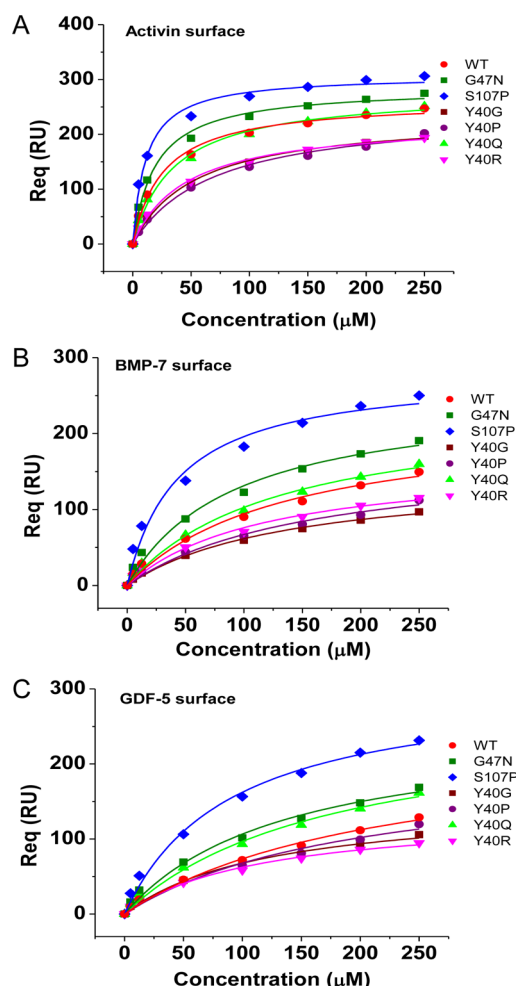 A
Activin surface
400
300
200
100
0
Req (RU)
0 50 100 150 200 250
Concentration (µM)
WT
G47N
S107P
Y40G
Y40P
Y40Q
Y40R
B
BMP-7 surface
300
200
100
0
Req (RU)
0 50 100 150 200 250
Concentration (µM)
WT
G47N
S107P
Y40G
Y40P
Y40Q
Y40R
C
GDF-5 surface
300
200
100
0
Req (RU)
0 50 100 150 200 250
Concentration (µM)
WT
G47N
S107P
Y40G
Y40P
Y40Q
Y40R